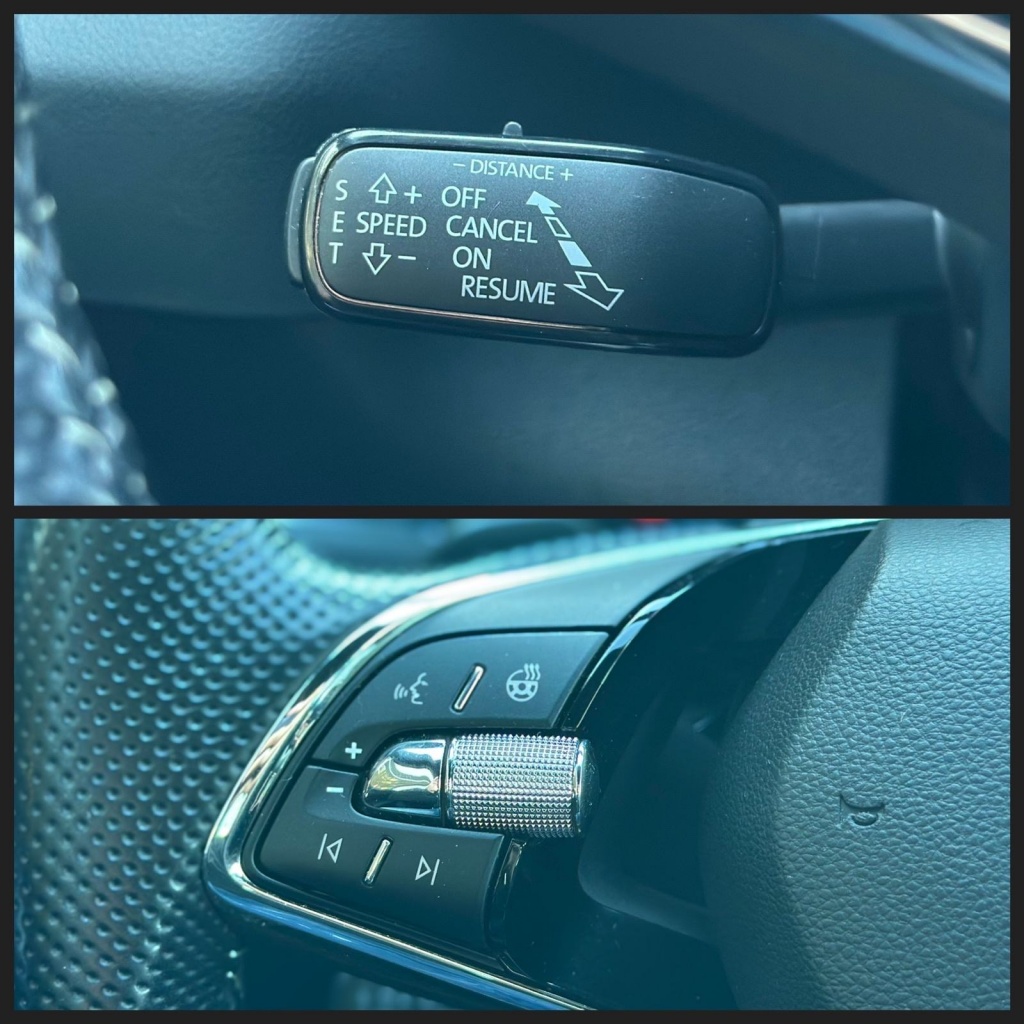 − DISTANCE +
S + OFF
E SPEED CANCEL
T − ON
RESUME
+
−